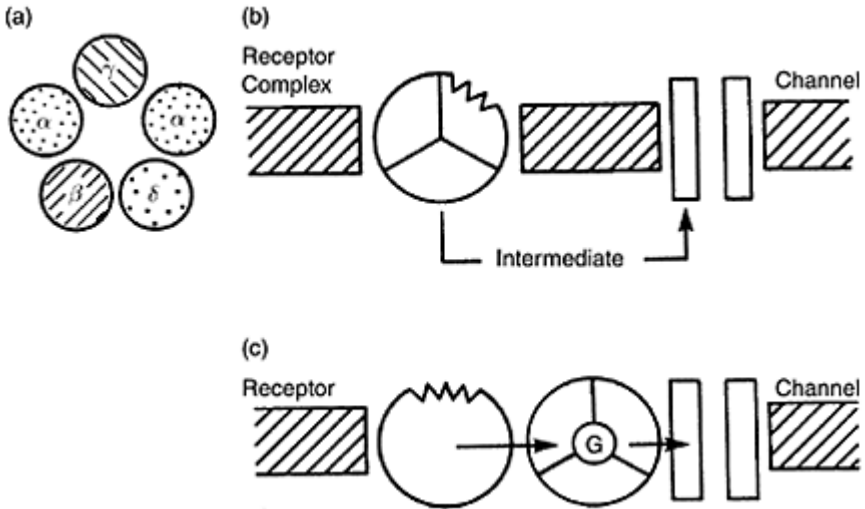 (a)
γ
α
α
β
δ
(b)
Receptor
Complex
Channel
Intermediate
(c)
Receptor
Channel
G